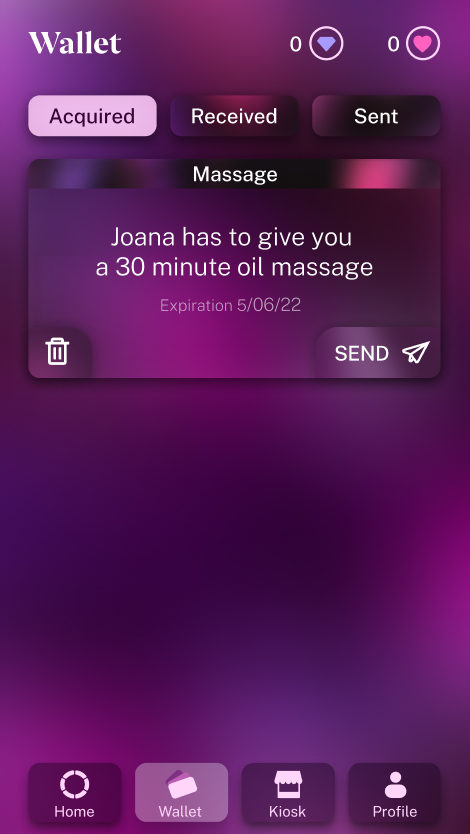 Wallet
0
0
Acquired
Received
Sent
Massage
Joana has to give you
a 30 minute oil massage
Expiration 5/06/22
SEND
Home
Wallet
Kiosk
Profile